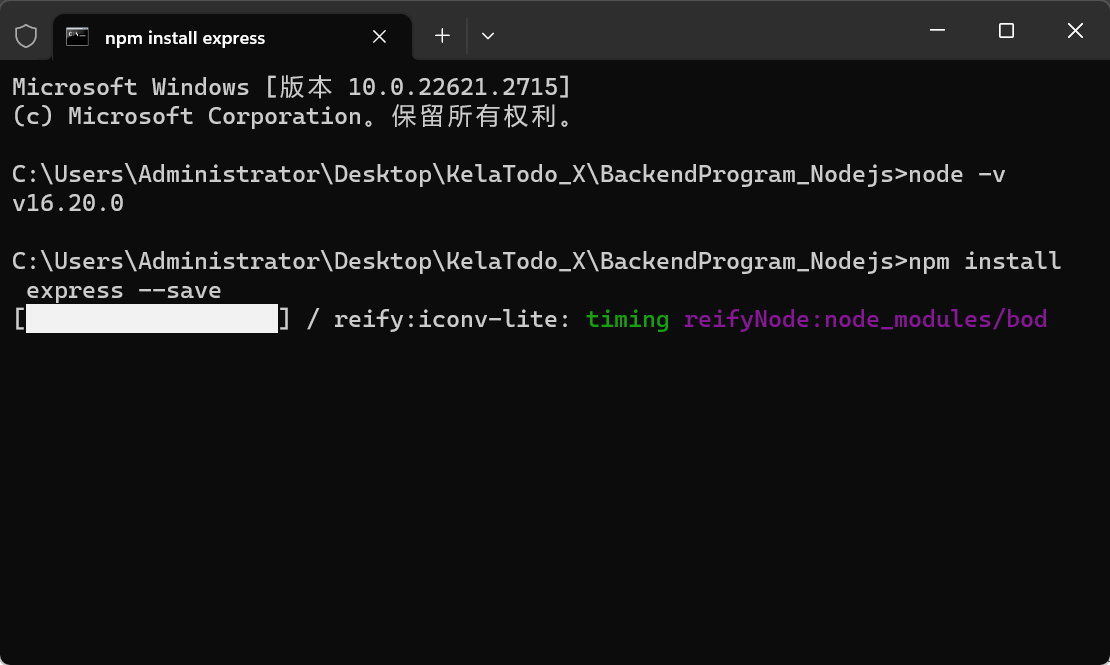 npm install express
Microsoft Windows [版本 10.0.22621.2715]
(c) Microsoft Corporation。保留所有权利。
C:\Users\Administrator\Desktop\KelaTodo_X\BackendProgram_Nodejs>node -v
v16.20.0
C:\Users\Administrator\Desktop\KelaTodo_X\BackendProgram_Nodejs>npm install
express --save
[                  ] / reify:iconv-lite: timing reifyNode:node_modules/bod